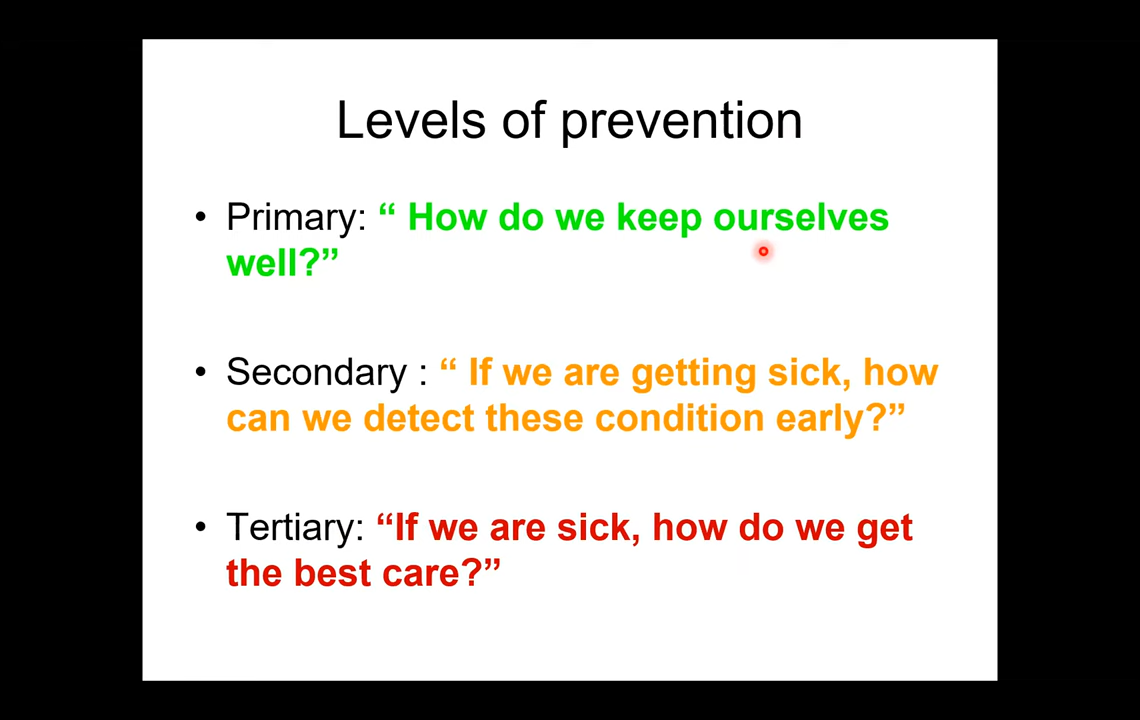 Levels of prevention
• Primary: “ How do we keep ourselves
well?”
• Secondary : “ If we are getting sick, how
can we detect these condition early?”
• Tertiary: “If we are sick, how do we get
the best care?”